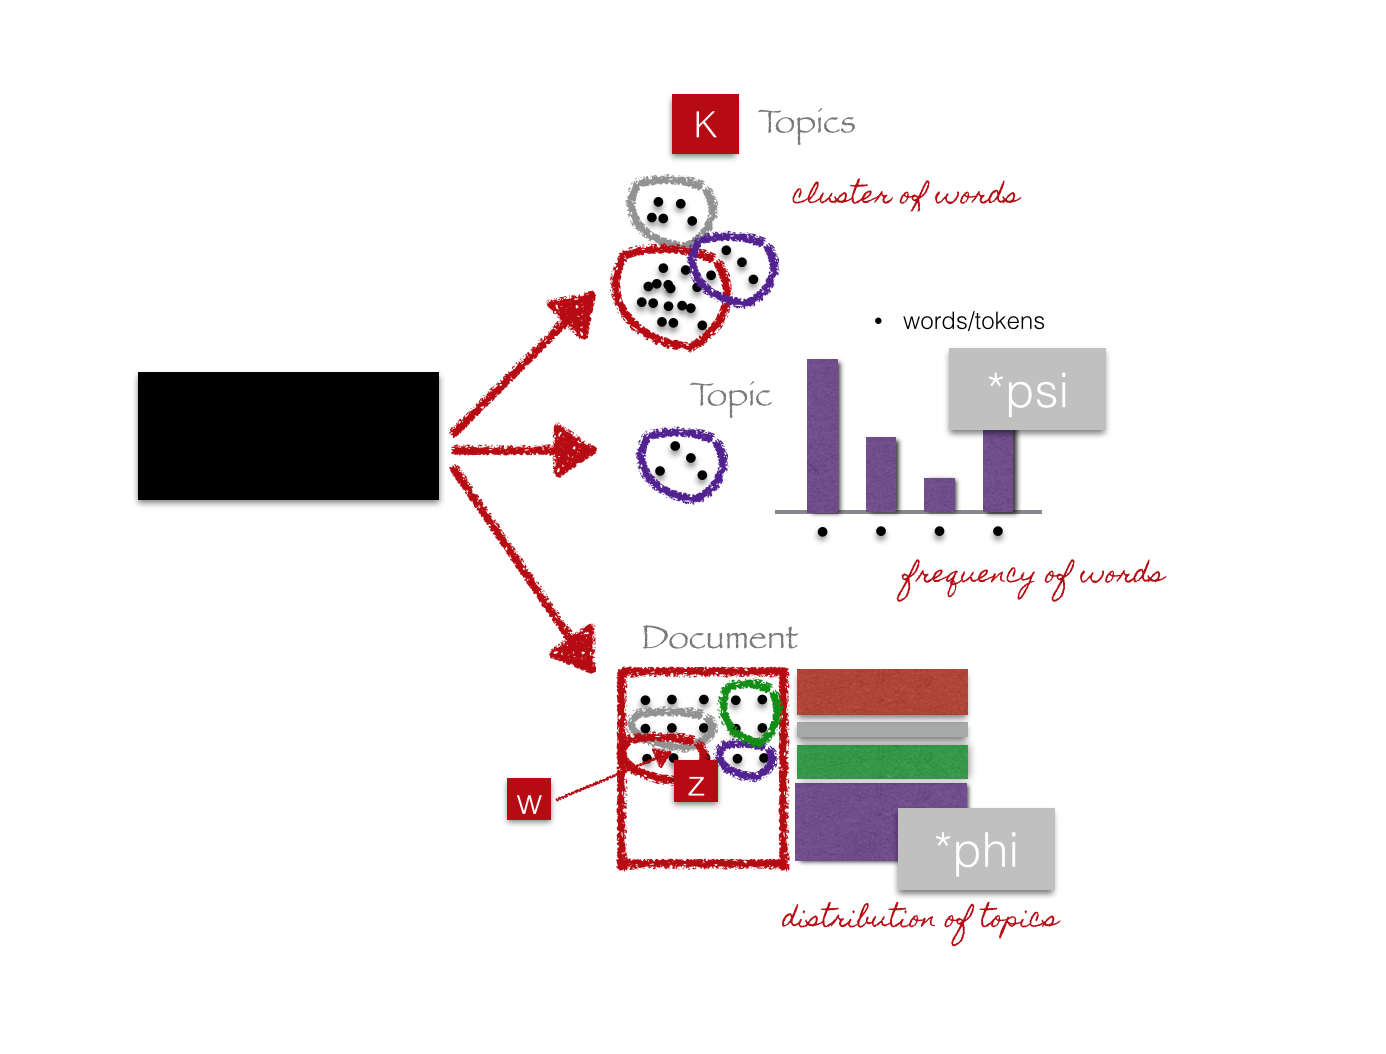 K Topics
cluster of words
• words/tokens
*psi
Topic
frequency of words
Document
w
z
*phi
distribution of topics